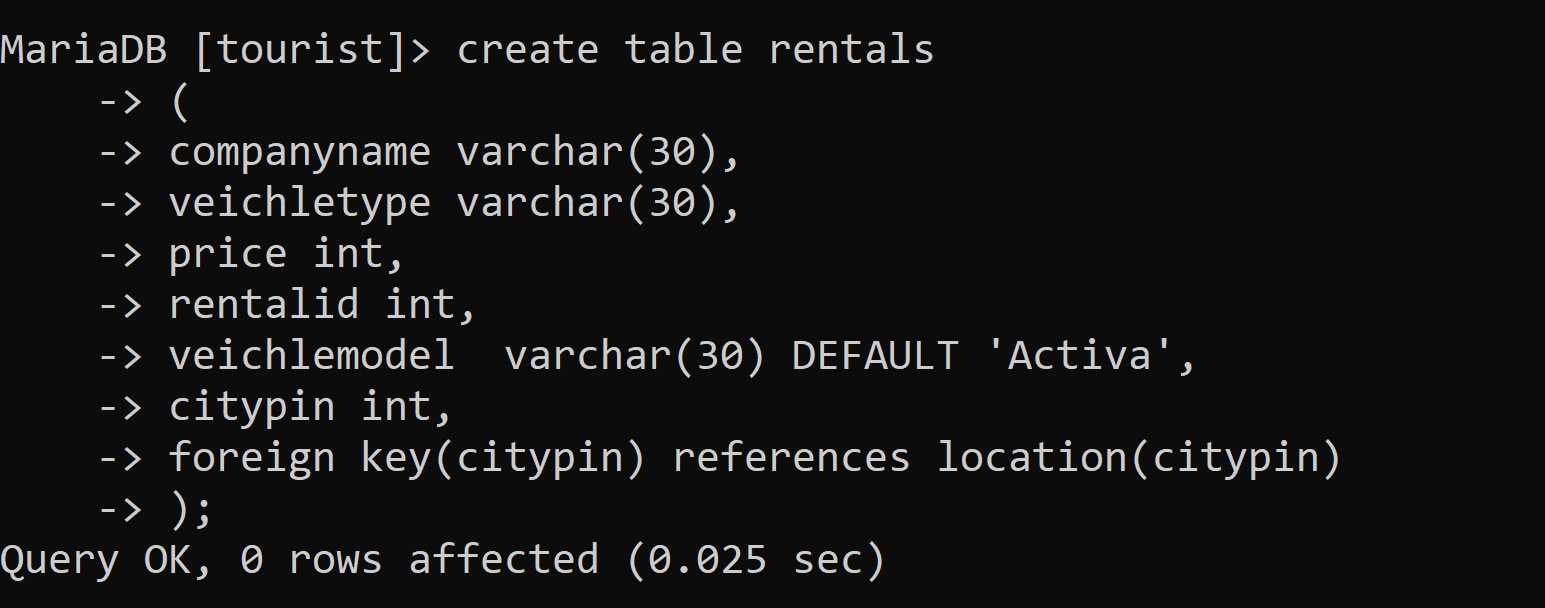 MariaDB [tourist]> create table rentals
    -> (
    -> companyname varchar(30),
    -> veichletype varchar(30),
    -> price int,
    -> rentalid int,
    -> veichlemodel  varchar(30) DEFAULT 'Activa',
    -> citypin int,
    -> foreign key(citypin) references location(citypin)
    -> );
Query OK, 0 rows affected (0.025 sec)